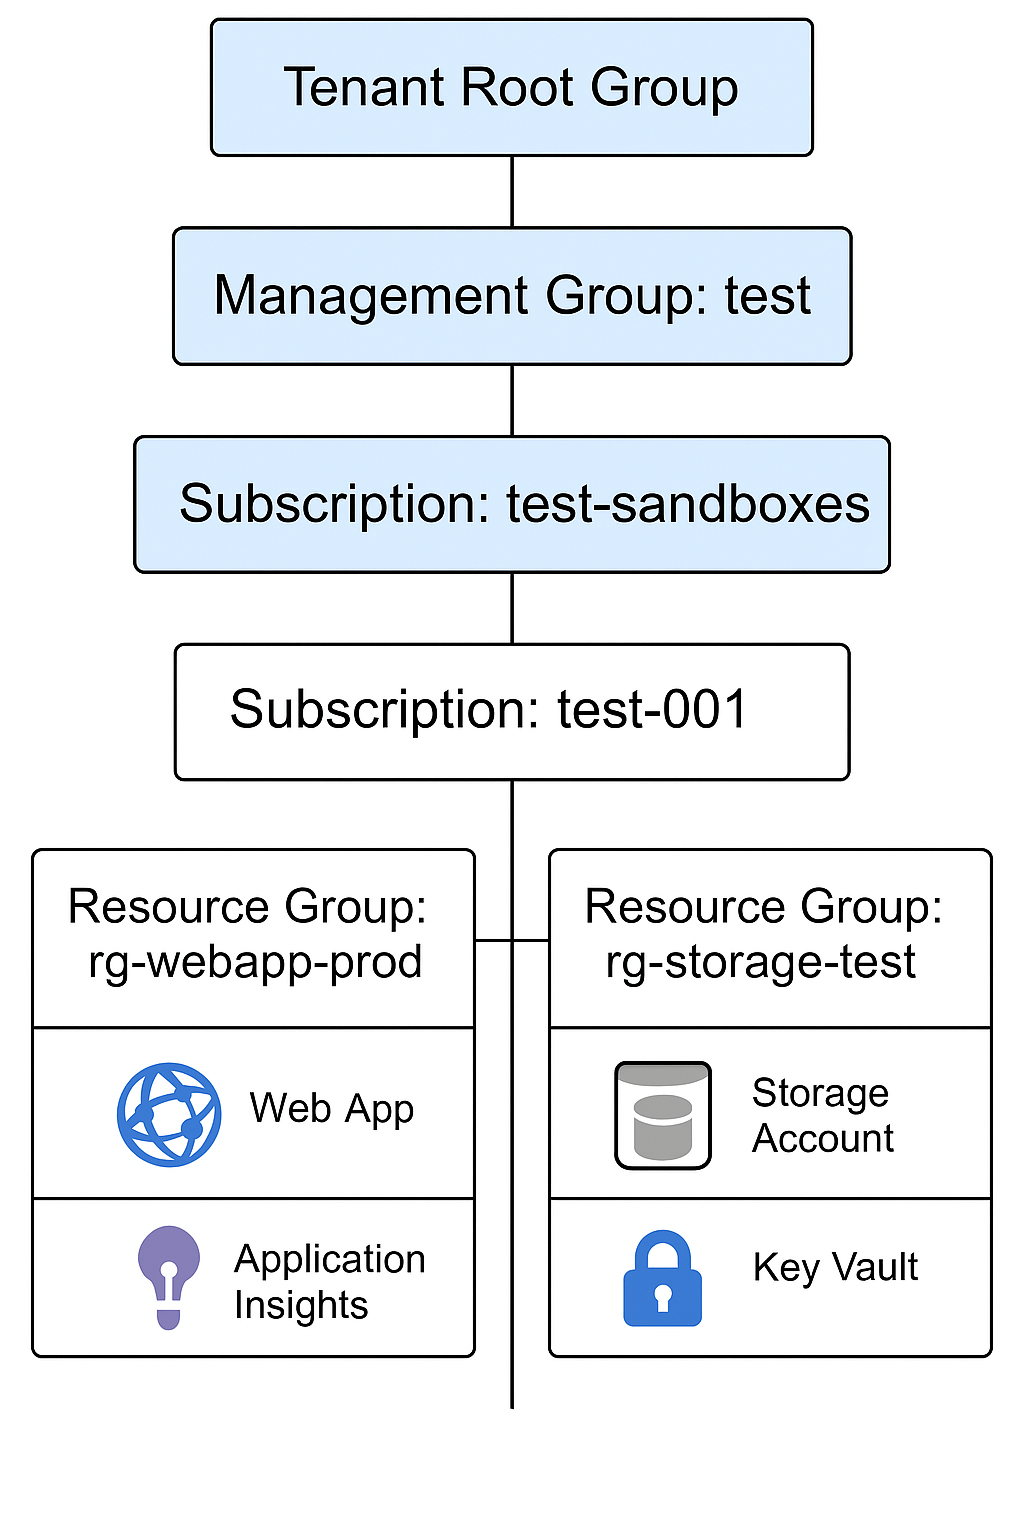 Tenant Root Group
Management Group: test
Subscription: test-sandboxes
Subscription: test-001
Resource Group:
rg-webapp-prod
Web App
Application
Insights
Resource Group:
rg-storage-test
Storage
Account
Key Vault